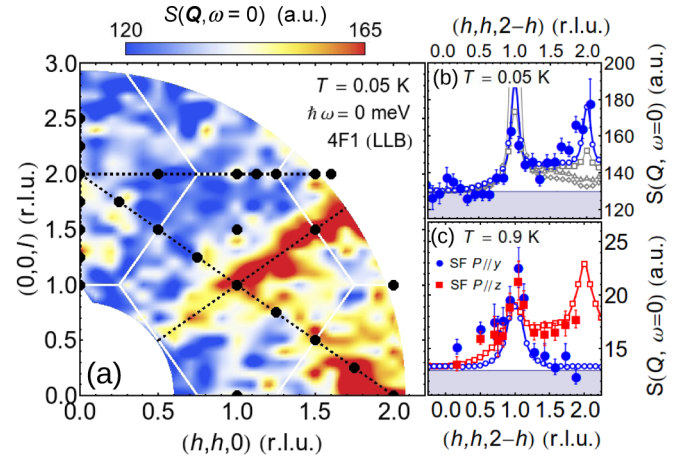 S(Q,ω=0) (a.u.)
120 165
(h,h,2−h) (r.l.u.)
0.0 0.5 1.0 1.5 2.0
3.0
2.5
2.0
1.5
1.0
0.5
0.0
(0,0,l) (r.l.u.)
T = 0.05 K
ħω = 0 meV
4F1 (LLB)
(a)
0.0 0.5 1.0 1.5 2.0
(h,h,0) (r.l.u.)
(b) T = 0.05 K
200
190
180
160
140
130
S(Q, ω=0) (a.u.)
(c) T = 0.9 K
SF P//y
SF P//z
25
20
15
S(Q, ω=0) (a.u.)
0.0 0.5 1.0 1.5 2.0
(h,h,2−h) (r.l.u.)